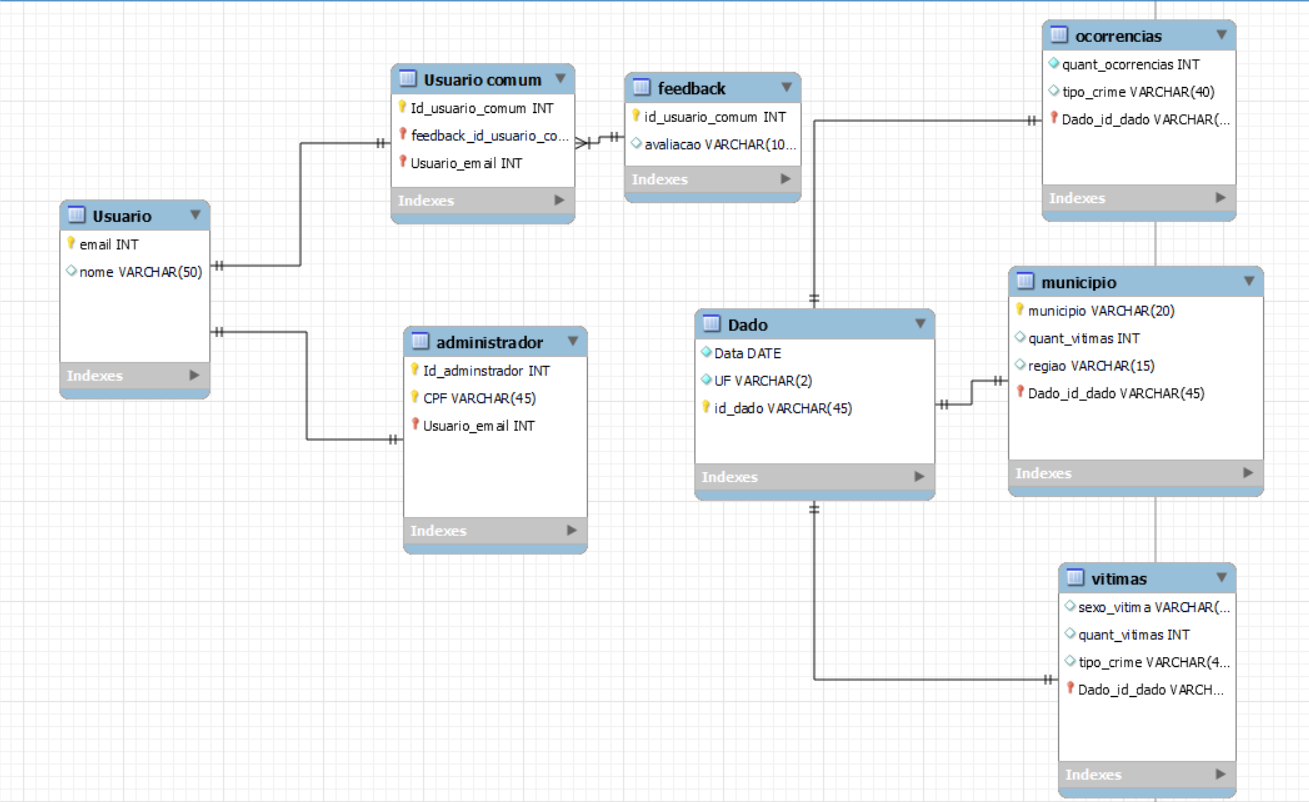 Usuario
email INT
nome VARCHAR(50)
Indexes
Usuario comum
Id_usuario_comum INT
feedback_id_usuario_co...
Usuario_email INT
Indexes
feedback
id_usuario_comum INT
avaliacao VARCHAR(10...
Indexes
administrador
Id_adminstrador INT
CPF VARCHAR(45)
Usuario_email INT
Indexes
Dado
Data DATE
UF VARCHAR(2)
id_dado VARCHAR(45)
Indexes
ocorrencias
quant_ocorrencias INT
tipo_crime VARCHAR(40)
Dado_id_dado VARCHAR(...
Indexes
municipio
municipio VARCHAR(20)
quant_vitimas INT
regiao VARCHAR(15)
Dado_id_dado VARCHAR(45)
Indexes
vitimas
sexo_vitima VARCHAR(...
quant_vitimas INT
tipo_crime VARCHAR(4...
Dado_id_dado VARCH...
Indexes